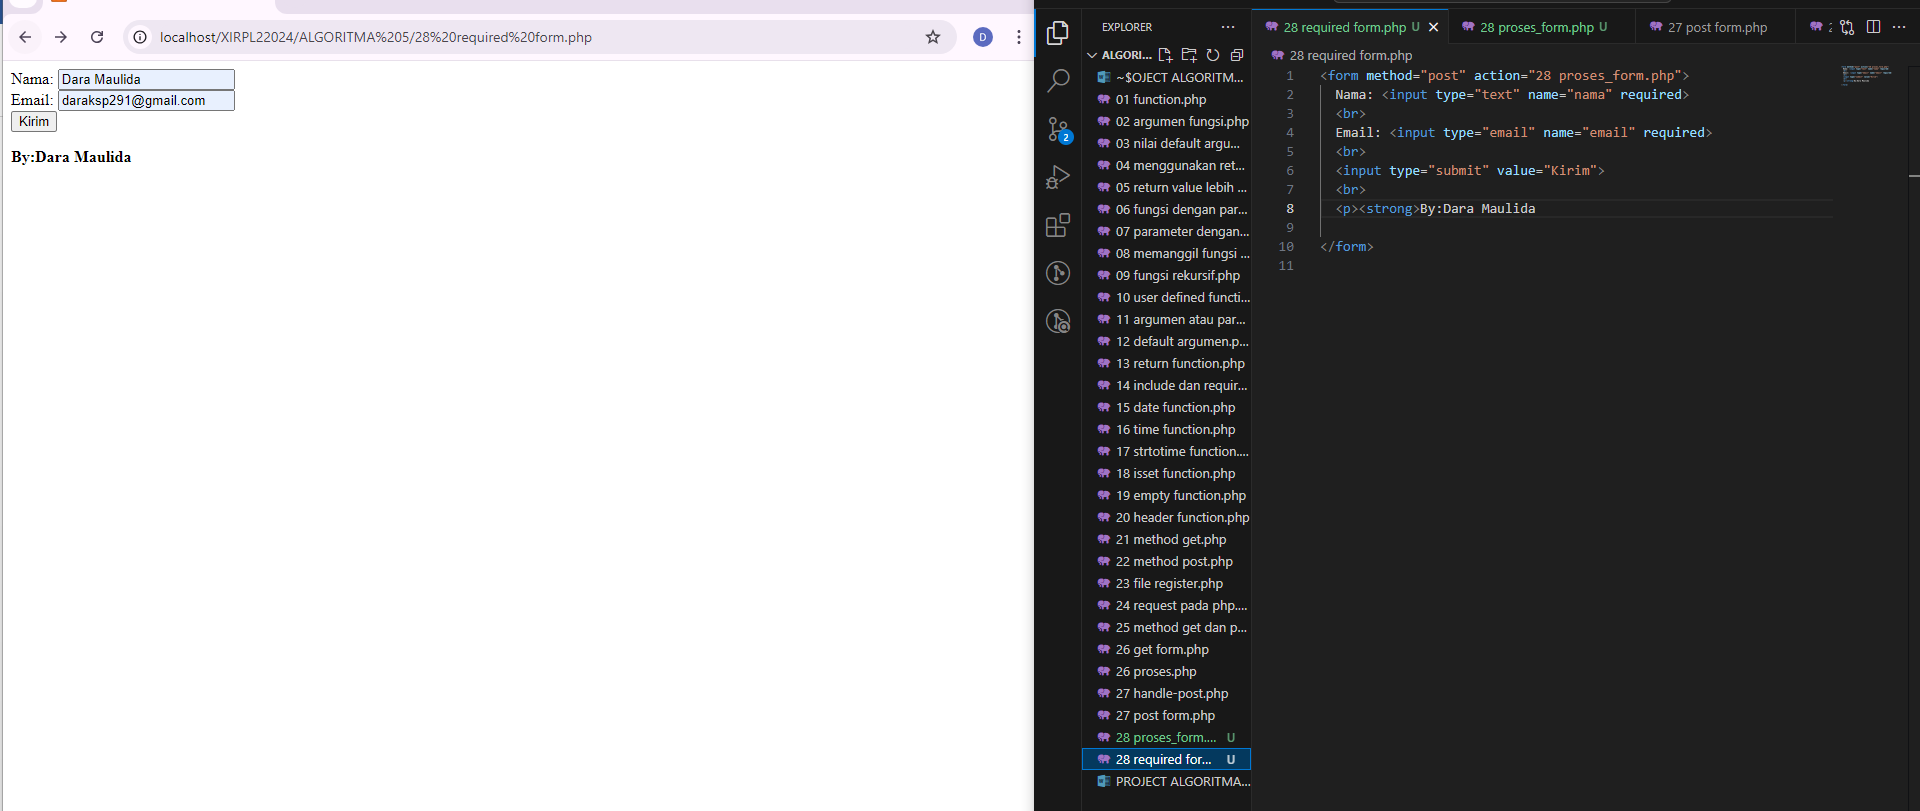 localhost/XIRPL22024/ALGORITMA%205/28%20required%20form.php
D
Nama: Dara Maulida
Email: daraksp291@gmail.com
Kirim
By:Dara Maulida
2
EXPLORER
ALGORI...
~$OJECT ALGORITM...
01 function.php
02 argumen fungsi.php
03 nilai default argu...
04 menggunakan ret...
05 return value lebih ...
06 fungsi dengan par...
07 parameter dengan...
08 memanggil fungsi ...
09 fungsi rekursif.php
10 user defined functi...
11 argumen atau par...
12 default argumen.p...
13 return function.php
14 include dan requir...
15 date function.php
16 time function.php
17 strtotime function....
18 isset function.php
19 empty function.php
20 header function.php
21 method get.php
22 method post.php
23 file register.php
24 request pada php....
25 method get dan p...
26 get form.php
26 proses.php
27 handle-post.php
27 post form.php
28 proses_form.... U
28 required for... U
PROJECT ALGORITMA...
28 required form.php U 28 proses_form.php U 27 post form.php 2
28 required form.php
1 <form method="post" action="28 proses_form.php">
2 Nama: <input type="text" name="nama" required>
3 <br>
4 Email: <input type="email" name="email" required>
5 <br>
6 <input type="submit" value="Kirim">
7 <br>
8 <p><strong>By:Dara Maulida
9
10 </form>
11